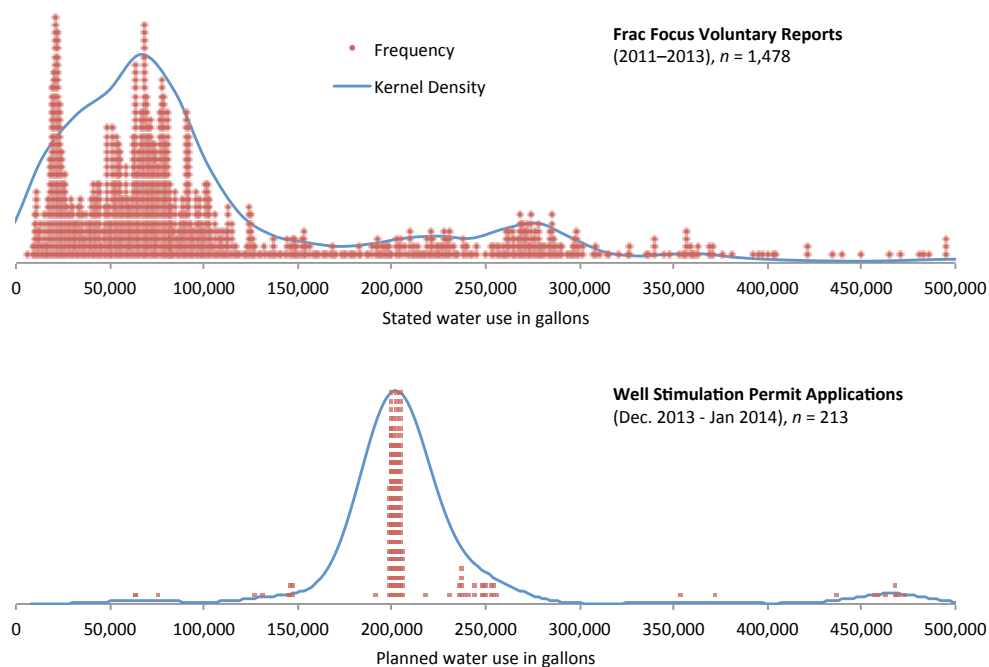 Frac Focus Voluntary Reports
(2011–2013), n = 1,478
Frequency
Kernel Density
0 50,000 100,000 150,000 200,000 250,000 300,000 350,000 400,000 450,000 500,000
Stated water use in gallons
Well Stimulation Permit Applications
(Dec. 2013 - Jan 2014), n = 213
0 50,000 100,000 150,000 200,000 250,000 300,000 350,000 400,000 450,000 500,000
Planned water use in gallons